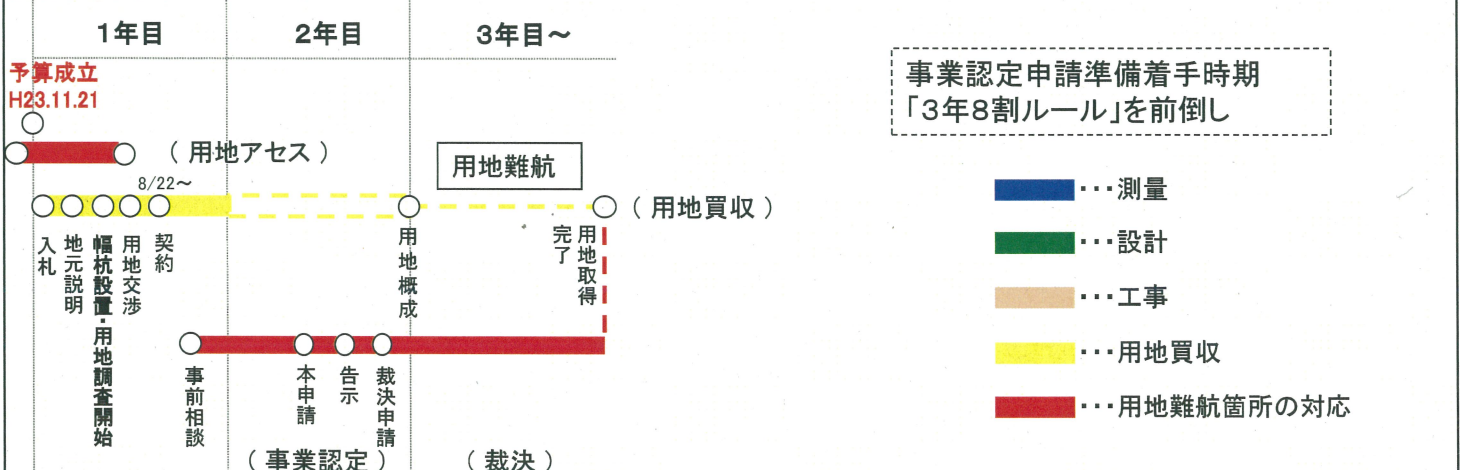 1年目
2年目
3年目~
予算成立
H23.11.21
(用地アセス)
用地難航
8/22~
(用地買収)
入札
地元説明
幅杭設置・用地調査開始
用地交渉
契約
用地概成
用地取得
完了
事前相談
本申請
告示
裁決申請
(事業認定)
(裁決)
事業認定申請準備着手時期
「3年8割ルール」を前倒し
・・・測量
・・・設計
・・・工事
・・・用地買収
・・・用地難航箇所の対応